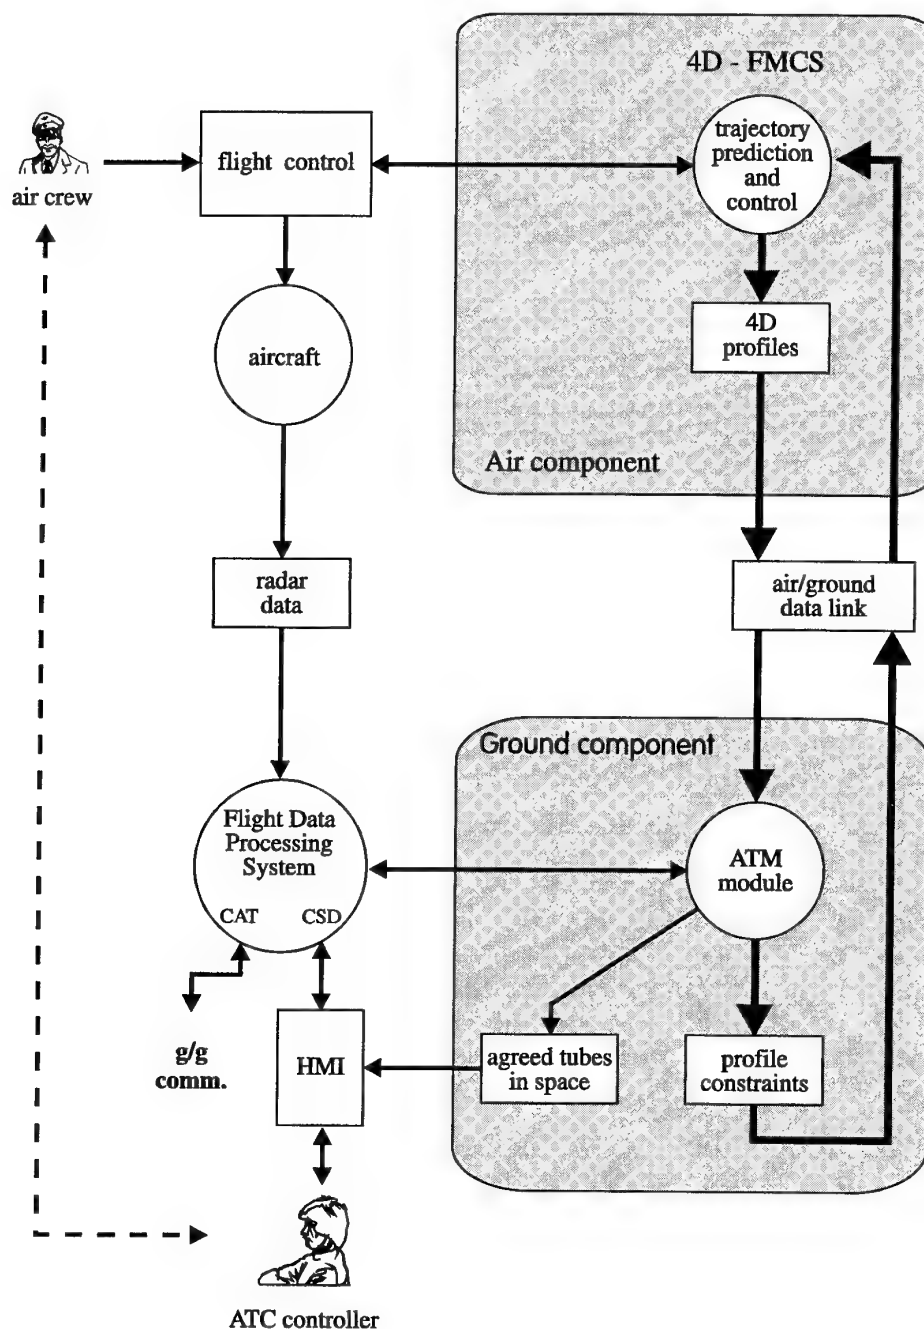 4D - FMCS
trajectory
prediction
and
control
flight control
air crew
4D
profiles
aircraft
Air component
radar
data
air/ground
data link
Ground component
Flight Data
Processing
System
CAT CSD
ATM
module
g/g
comm.
HMI
agreed tubes
in space
profile
constraints
ATC controller